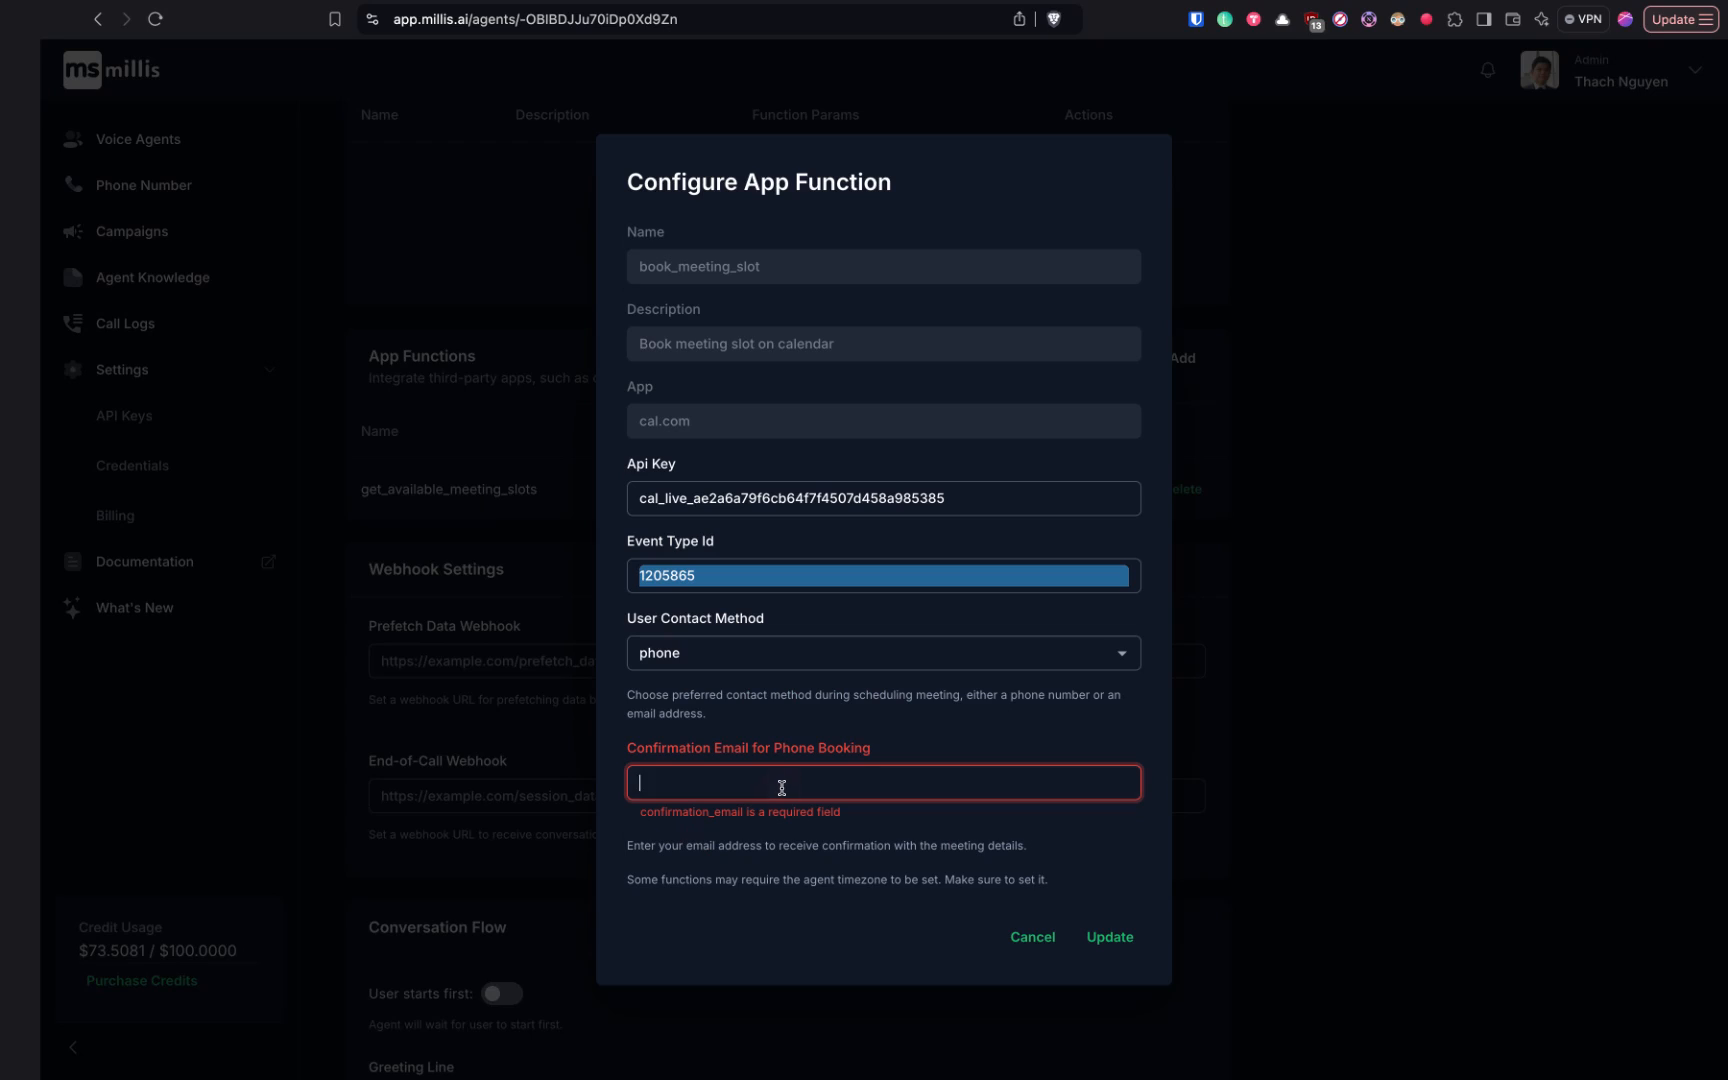 app.millis.ai/agents/-OBIBDJJu70iDp0Xd9Zn
13
VPN
Update
ms millis
Admin
Thach Nguyen
Voice Agents
Phone Number
Campaigns
Agent Knowledge
Call Logs
Settings
API Keys
Credentials
Billing
Documentation
What's New
Credit Usage
$73.5081 / $100.0000
Purchase Credits
Name Description Function Params Actions
App Functions
Integrate third-party apps, such as
Add
Name
get_available_meeting_slots
elete
Webhook Settings
Prefetch Data Webhook
https://example.com/prefetch_da
Set a webhook URL for prefetching data b
End-of-Call Webhook
https://example.com/session_dat
Set a webhook URL to receive conversatio
Conversation Flow
User starts first:
Agent will wait for user to start first.
Greeting Line
Configure App Function
Name
book_meeting_slot
Description
Book meeting slot on calendar
App
cal.com
Api Key
cal_live_ae2a6a79f6cb64f7f4507d458a985385
Event Type Id
1205865
User Contact Method
phone
Choose preferred contact method during scheduling meeting, either a phone number or an
email address.
Confirmation Email for Phone Booking
confirmation_email is a required field
Enter your email address to receive confirmation with the meeting details.
Some functions may require the agent timezone to be set. Make sure to set it.
Cancel
Update